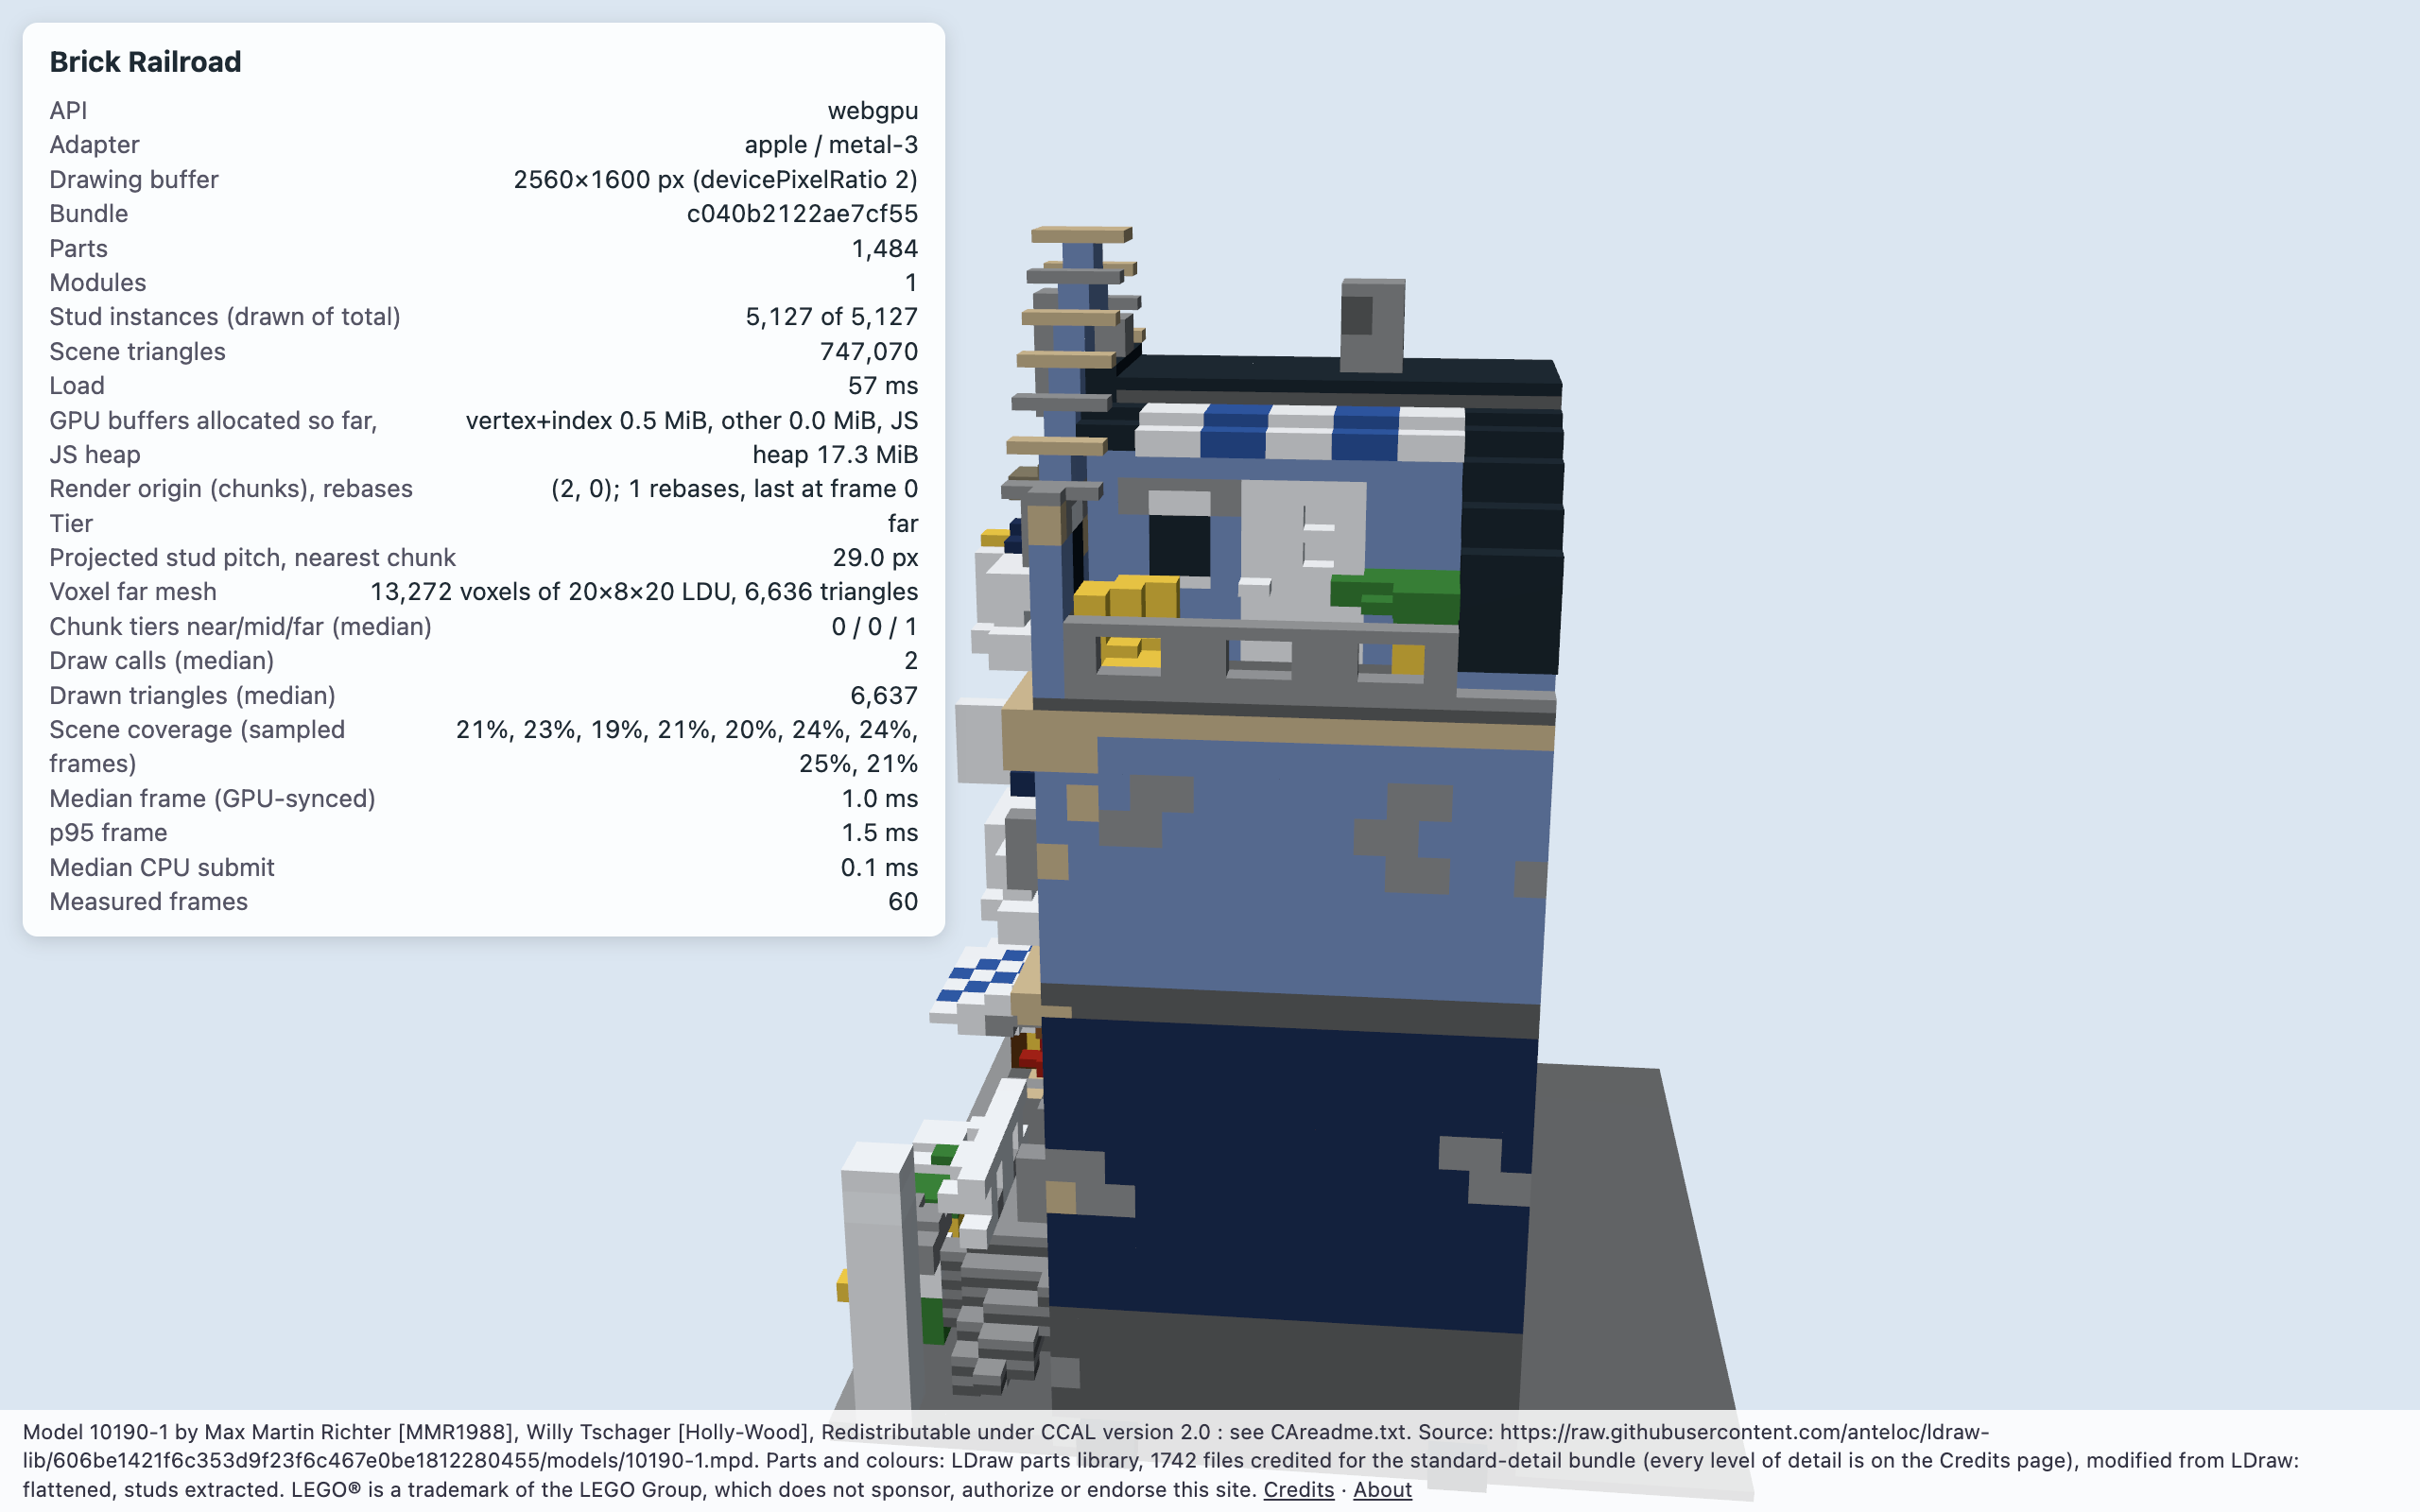 Brick Railroad
API webgpu
Adapter apple / metal-3
Drawing buffer 2560×1600 px (devicePixelRatio 2)
Bundle c040b2122ae7cf55
Parts 1,484
Modules 1
Stud instances (drawn of total) 5,127 of 5,127
Scene triangles 747,070
Load 57 ms
GPU buffers allocated so far, vertex+index 0.5 MiB, other 0.0 MiB, JS
JS heap heap 17.3 MiB
Render origin (chunks), rebases (2, 0); 1 rebases, last at frame 0
Tier far
Projected stud pitch, nearest chunk 29.0 px
Voxel far mesh 13,272 voxels of 20×8×20 LDU, 6,636 triangles
Chunk tiers near/mid/far (median) 0 / 0 / 1
Draw calls (median) 2
Drawn triangles (median) 6,637
Scene coverage (sampled 21%, 23%, 19%, 21%, 20%, 24%, 24%,
frames) 25%, 21%
Median frame (GPU-synced) 1.0 ms
p95 frame 1.5 ms
Median CPU submit 0.1 ms
Measured frames 60
Model 10190-1 by Max Martin Richter [MMR1988], Willy Tschager [Holly-Wood], Redistributable under CCAL version 2.0 : see CAreadme.txt. Source: https://raw.githubusercontent.com/anteloc/ldraw-
lib/606be1421f6c353d9f23f6c467e0be1812280455/models/10190-1.mpd. Parts and colours: LDraw parts library, 1742 files credited for the standard-detail bundle (every level of detail is on the Credits page), modified from LDraw:
flattened, studs extracted. LEGO® is a trademark of the LEGO Group, which does not sponsor, authorize or endorse this site. Credits · About